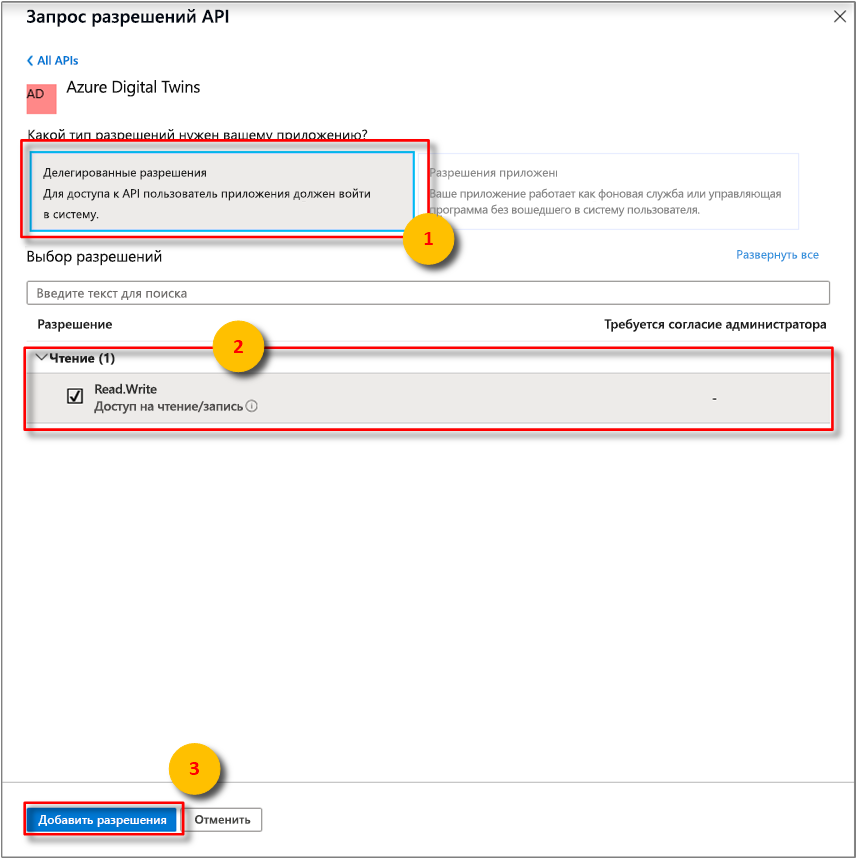 Запрос разрешений API
All APIs
AD
Azure Digital Twins
Какой тип разрешений нужен вашему приложению?
Делегированные разрешения
Для доступа к API пользователь приложения должен войти
в систему.
Разрешения приложени
Ваше приложение работает как фоновая служба или управляющая
программа без вошедшего в систему пользователя.
1
Выбор разрешений
Развернуть все
Введите текст для поиска
Разрешение
Требуется согласие администратора
2
Чтение (1)
Read.Write
Доступ на чтение/запись
-
3
Добавить разрешения
Отменить